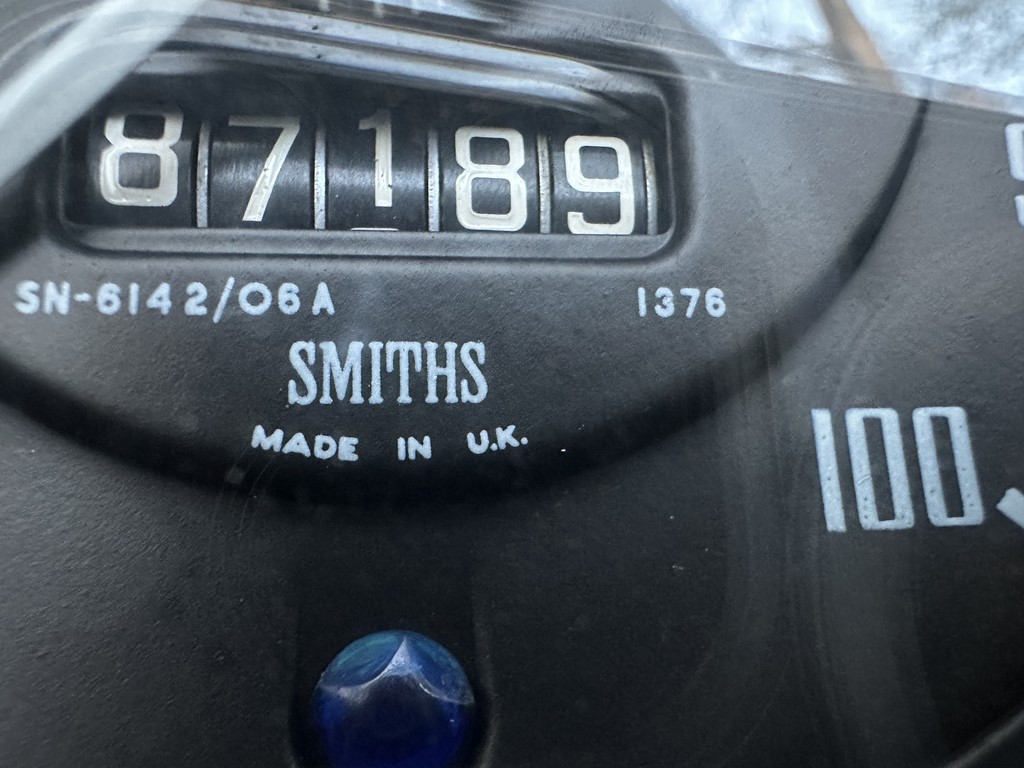 87189
SN-6142/06A 1376
SMITHS
MADE IN U.K.
100